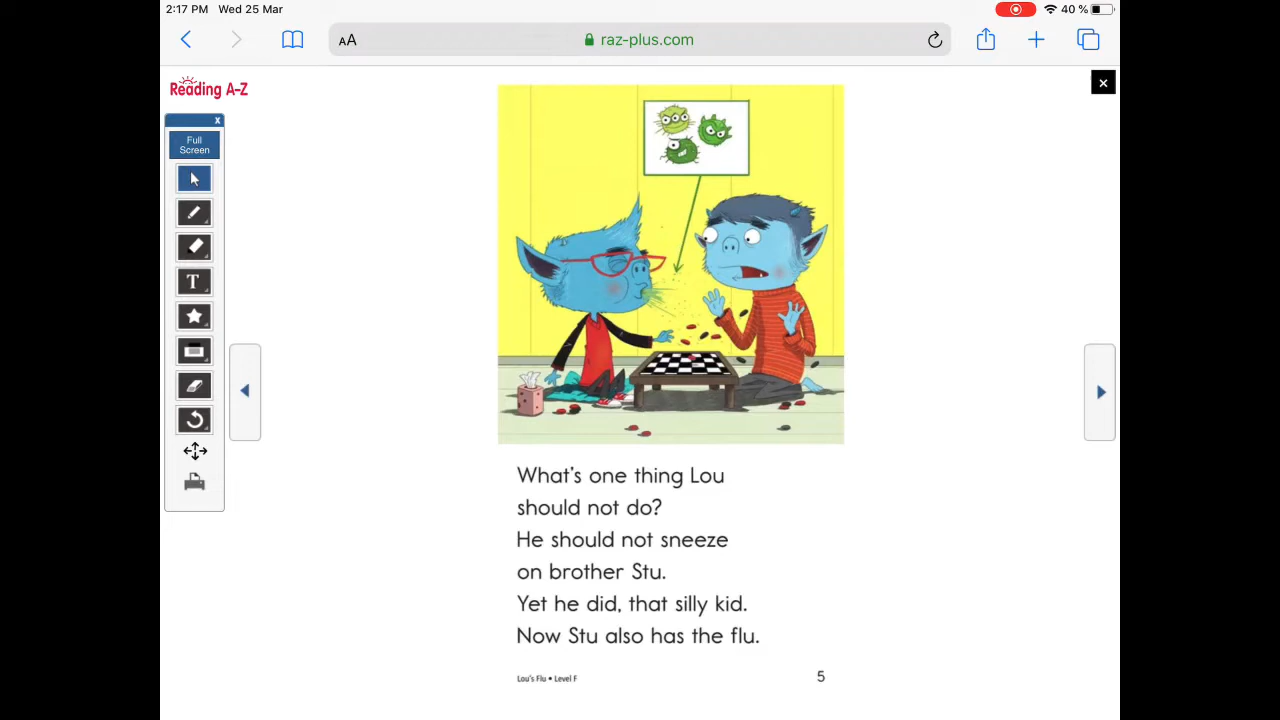 2:17 PM Wed 25 Mar
40 %
AA
raz-plus.com
Reading A-Z
x
Full
Screen
T
What's one thing Lou
should not do?
He should not sneeze
on brother Stu.
Yet he did, that silly kid.
Now Stu also has the flu.
Lou's Flu • Level F
5